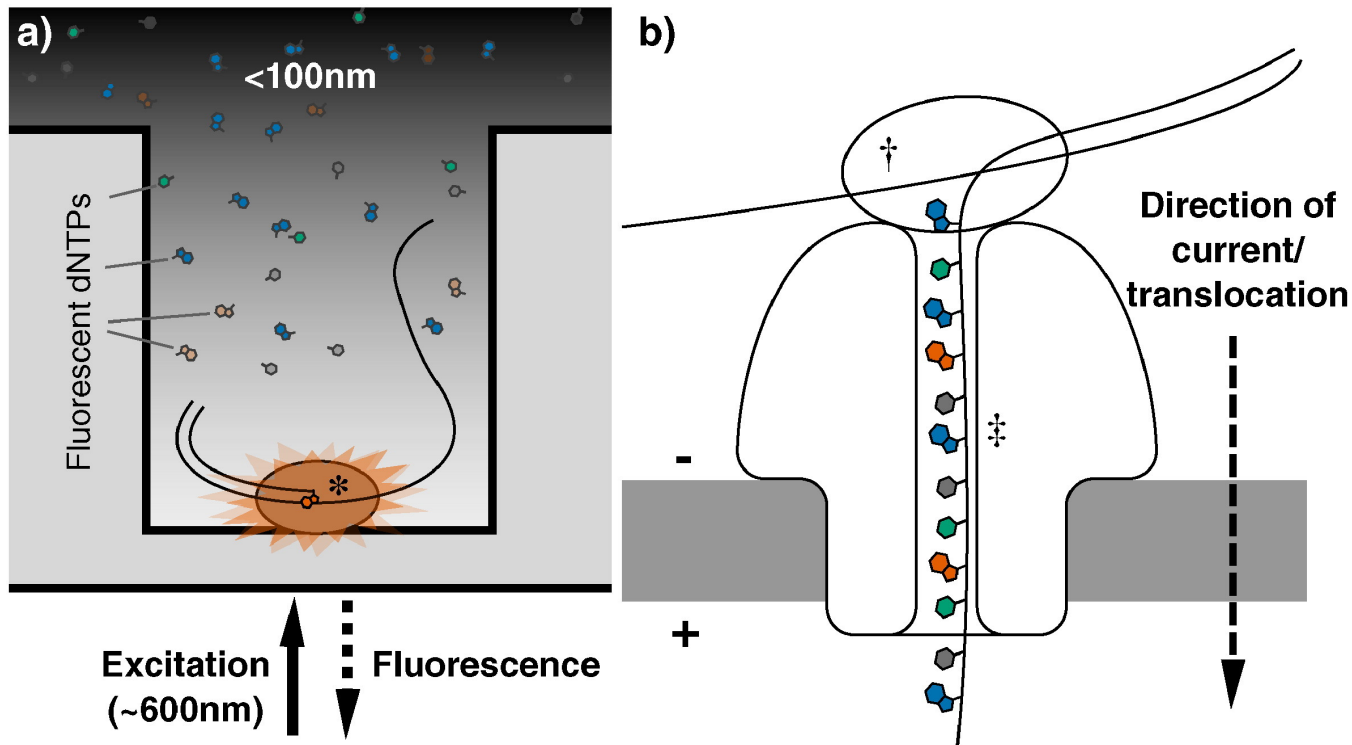 a)
<100nm
Fluorescent dNTPs
*
Excitation
(~600nm)
Fluorescence
b)
†
Direction of
current/
translocation
‡
-
+